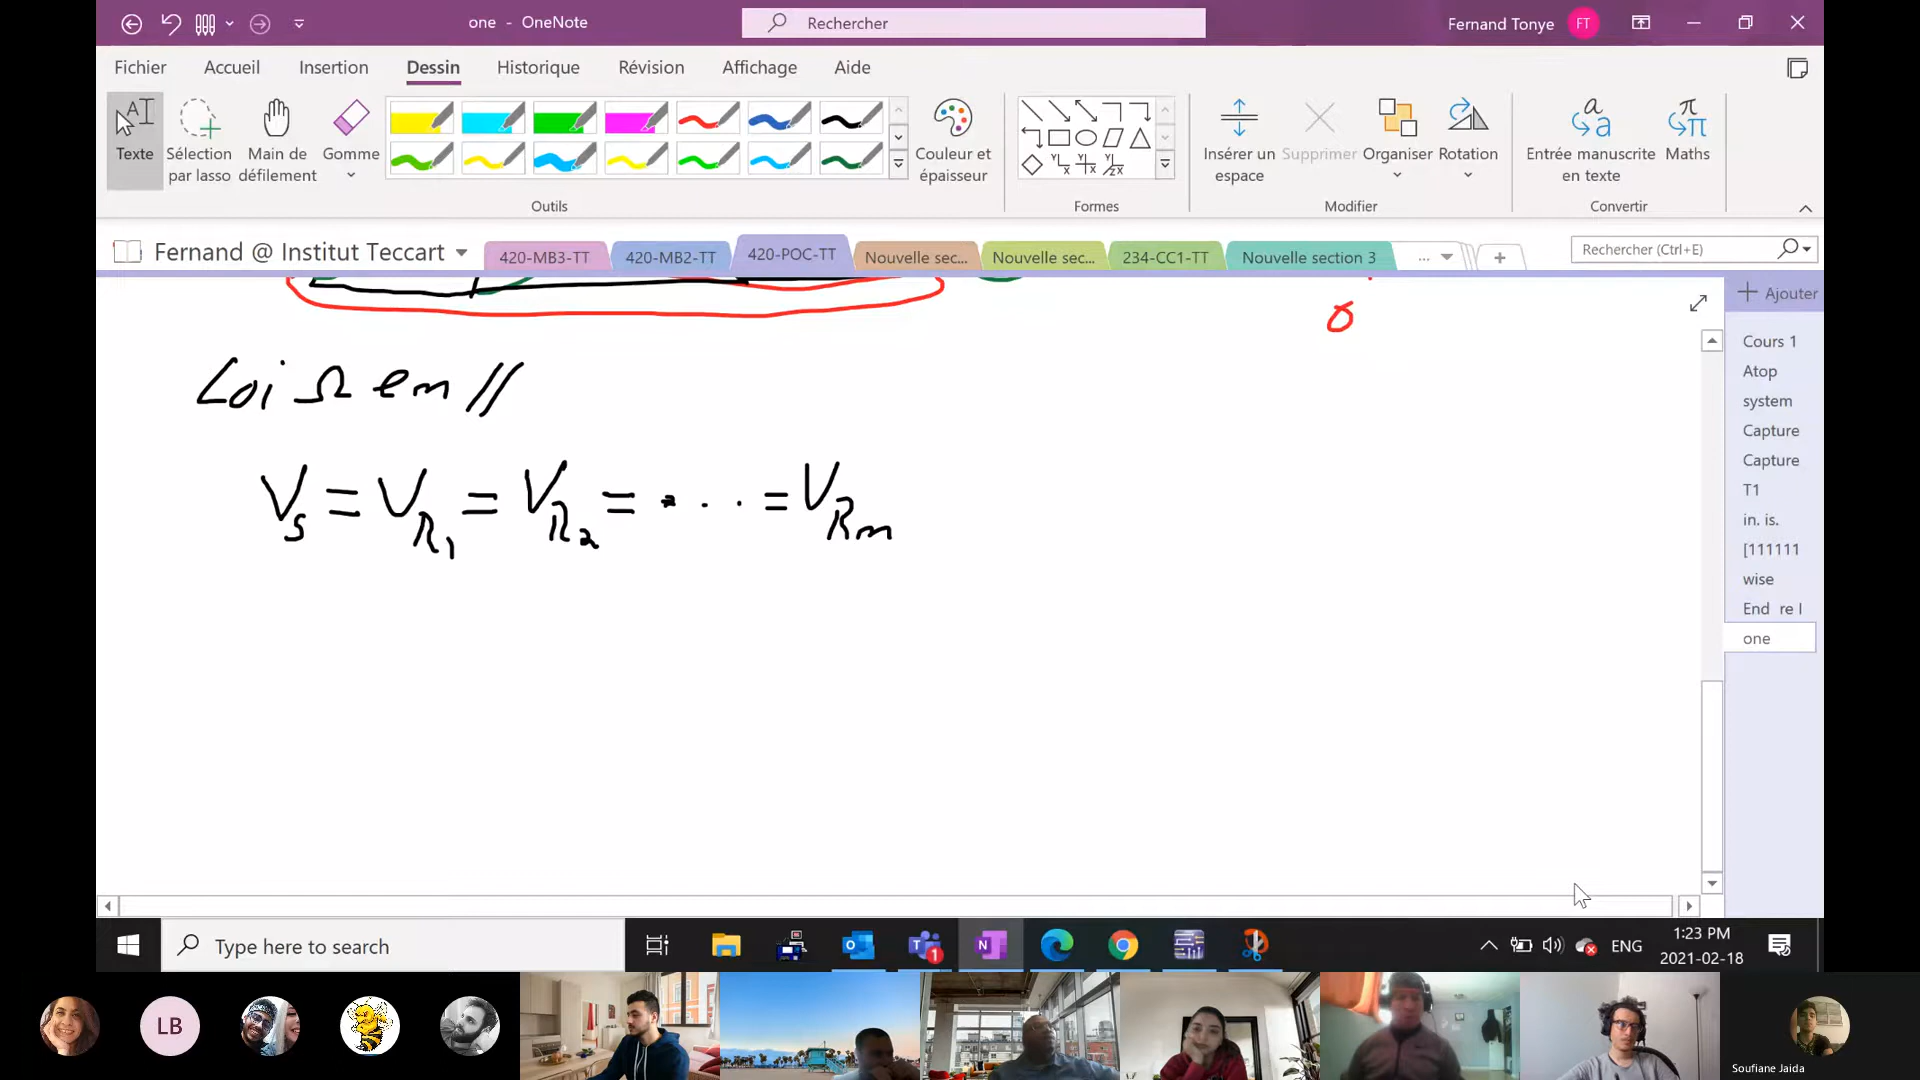 one - OneNote
Rechercher
Fernand Tonye
FT
Fichier
Accueil
Insertion
Dessin
Historique
Révision
Affichage
Aide
Texte
Sélection par lasso
Main de défilement
Gomme
Couleur et épaisseur
Insérer un espace
Supprimer
Organiser
Rotation
Entrée manuscrite en texte
Maths
Outils
Formes
Modifier
Convertir
Fernand @ Institut Teccart
420-MB3-TT
420-MB2-TT
420-POC-TT
Nouvelle sec...
Nouvelle sec...
234-CC1-TT
Nouvelle section 3
...
Rechercher (Ctrl+E)
Ajouter
Cours 1
Atop
system
Capture
Capture
T1
in. is.
[111111
wise
End re l
one
Loi Ω en //
Vs = VR1 = VR2 = . . . . = VRn
Type here to search
ENG
1:23 PM
2021-02-18
LB
Soufiane Jaida